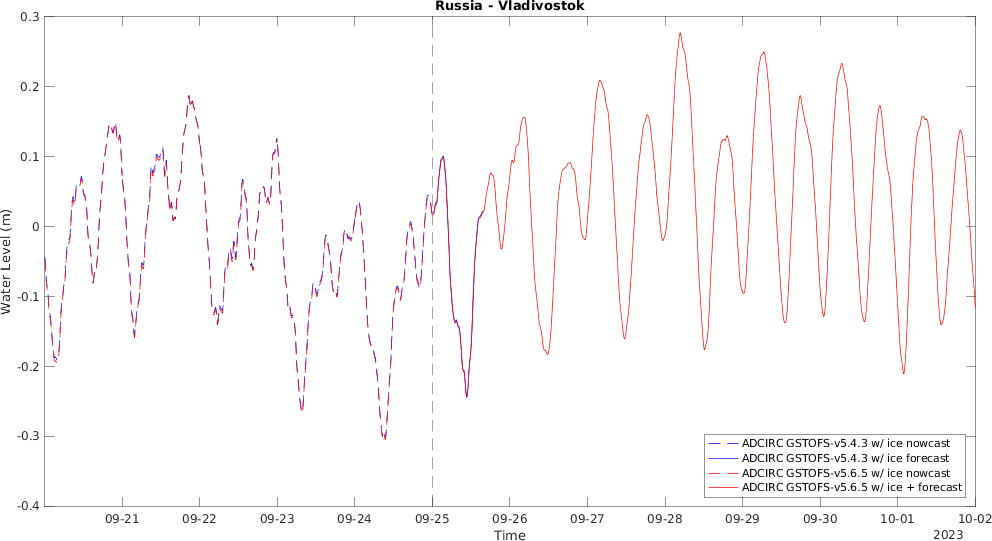 Russia - Vladivostok
0.3
0.2
0.1
0
-0.1
-0.2
-0.3
-0.4
Water Level (m)
ADCIRC GSTOFS-v5.4.3 w/ ice nowcast
ADCIRC GSTOFS-v5.4.3 w/ ice forecast
ADCIRC GSTOFS-v5.6.5 w/ ice nowcast
ADCIRC GSTOFS-v5.6.5 w/ ice + forecast
09-21 09-22 09-23 09-24 09-25 09-26 09-27 09-28 09-29 09-30 10-01 10-02
Time
2023